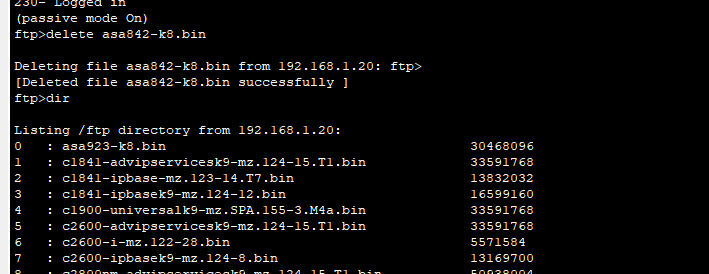 230- Logged in
(passive mode On)
ftp>delete asa842-k8.bin
Deleting file asa842-k8.bin from 192.168.1.20: ftp>
[Deleted file asa842-k8.bin successfully ]
ftp>dir
Listing /ftp directory from 192.168.1.20:
0 : asa923-k8.bin 30468096
1 : c1841-advipservicesk9-mz.124-15.T1.bin 33591768
2 : c1841-ipbase-mz.123-14.T7.bin 13832032
3 : c1841-ipbasek9-mz.124-12.bin 16599160
4 : c1900-universalk9-mz.SPA.155-3.M4a.bin 33591768
5 : c2600-advipservicesk9-mz.124-15.T1.bin 33591768
6 : c2600-i-mz.122-28.bin 5571584
7 : c2600-ipbasek9-mz.124-8.bin 13169700
8 : c2800nm-advipservicesk9-mz.124-15.T1.bin 50938004